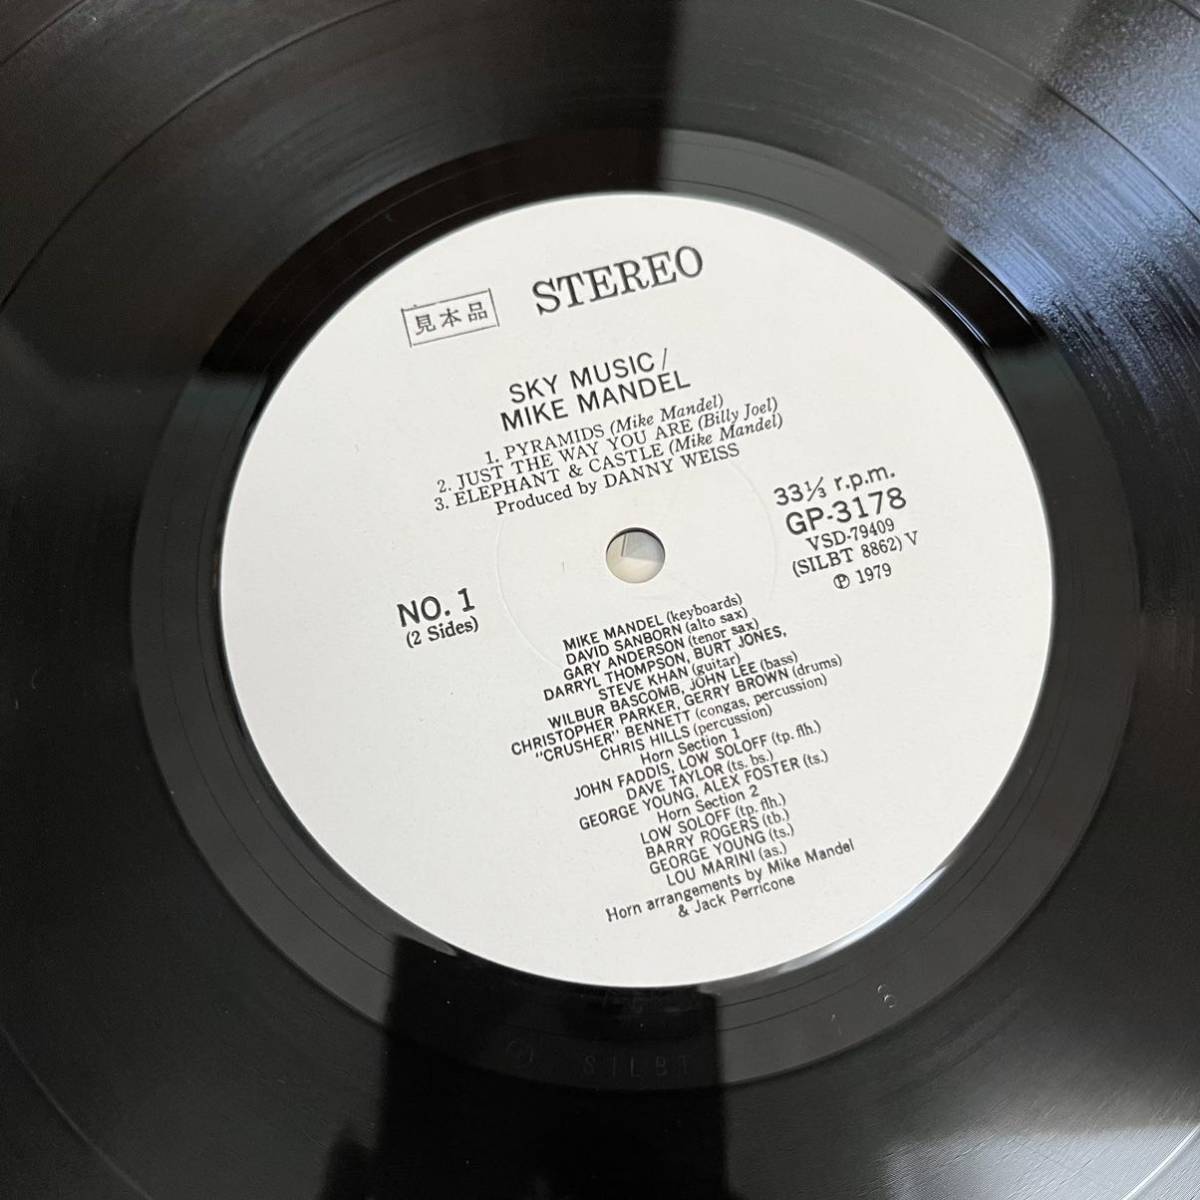 STEREO
見本品
SKY MUSIC/
MIKE MANDEL
1. PYRAMIDS (Mike Mandel)
2. JUST THE WAY YOU ARE (Billy Joel)
3. ELEPHANT & CASTLE (Mike Mandel)
Produced by DANNY WEISS
33⅓ r.p.m.
GP-3178
VSD-79409
(SILBT 8862) V
℗ 1979
NO. 1
(2 Sides)
MIKE MANDEL (keyboards)
DAVID SANBORN (alto sax)
GARY ANDERSON (tenor sax)
DARRYL THOMPSON, BURT JONES,
STEVE KHAN (guitar)
WILBUR BASCOMB, JOHN LEE (bass)
CHRISTOPHER PARKER, GERRY BROWN (drums)
"CRUSHER" BENNETT (congas, percussion)
CHRIS HILLS (percussion)
Horn Section 1
JOHN FADDIS, LOW SOLOFF (tp. flh.)
DAVE TAYLOR (ts. bs.)
GEORGE YOUNG, ALEX FOSTER (ts.)
Horn Section 2
LOW SOLOFF (tp. flh.)
BARRY ROGERS (tb.)
GEORGE YOUNG (ts.)
LOU MARINI (as.)
Horn arrangements by Mike Mandel
& Jack Perricone
SILBT